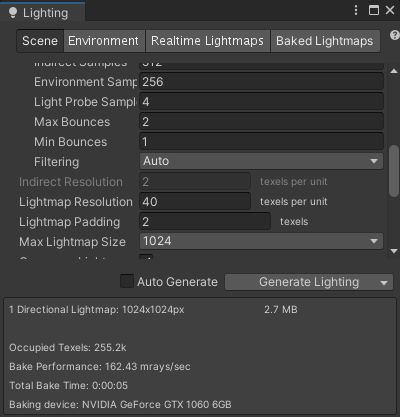 Lighting
Scene Environment Realtime Lightmaps Baked Lightmaps
Indirect Samples 512
Environment Samp 256
Light Probe Sampl 4
Max Bounces 2
Min Bounces 1
Filtering Auto
Indirect Resolution 2 texels per unit
Lightmap Resolution 40 texels per unit
Lightmap Padding 2 texels
Max Lightmap Size 1024
Auto Generate Generate Lighting
1 Directional Lightmap: 1024x1024px 2.7 MB
Occupied Texels: 255.2k
Bake Performance: 162.43 mrays/sec
Total Bake Time: 0:00:05
Baking device: NVIDIA GeForce GTX 1060 6GB